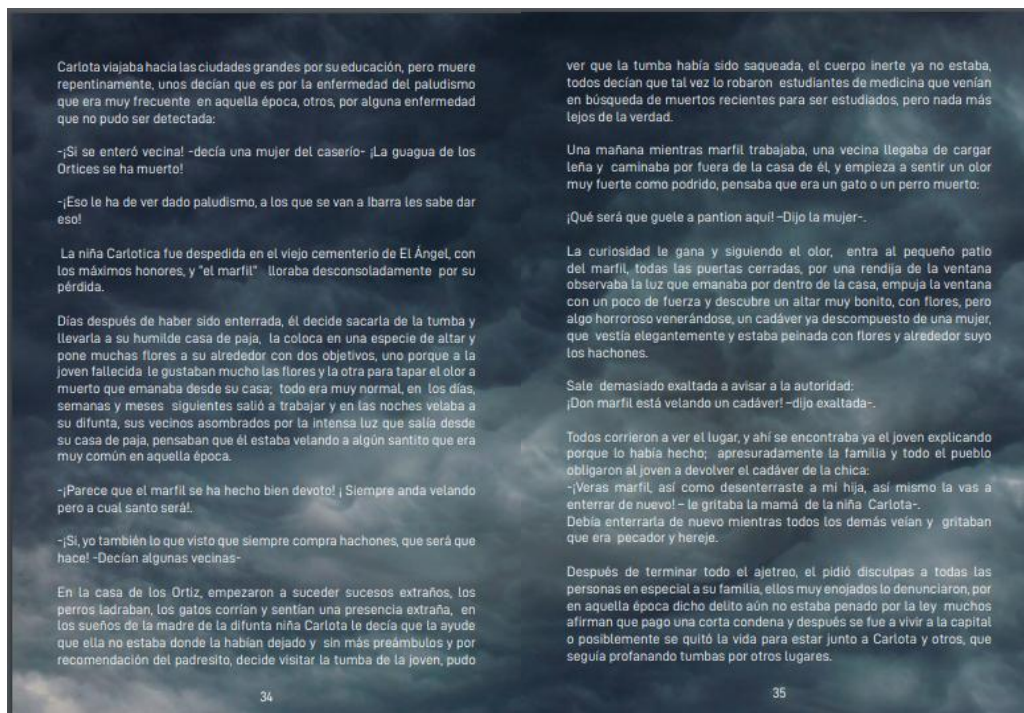 Carlota viajaba hacia las ciudades grandes por su educación, pero muere
repentinamente, unos decían que es por la enfermedad del paludismo
que era muy frecuente en aquella época, otros, por alguna enfermedad
que no pudo ser detectada:
-¡Si se enteró vecina! -decía una mujer del caserío- ¡La guagua de los
Ortices se ha muerto!
-¡Eso le ha de ver dado paludismo, a los que se van a Ibarra les sabe dar
eso!
La niña Carlotica fue despedida en el viejo cementerio de El Ángel, con
los máximos honores, y "el marfil" lloraba desconsoladamente por su
pérdida.
Días después de haber sido enterrada, él decide sacarla de la tumba y
llevarla a su humilde casa de paja, la coloca en una especie de altar y
pone muchas flores a su alrededor con dos objetivos, uno porque a la
joven fallecida le gustaban mucho las flores y la otra para tapar el olor a
muerto que emanaba desde su casa; todo era muy normal, en los días,
semanas y meses siguientes salió a trabajar y en las noches velaba a
su difunta, sus vecinos asombrados por la intensa luz que salía desde
su casa de paja, pensaban que él estaba velando a algún santito que era
muy común en aquella época.
-¡Parece que el marfil se ha hecho bien devoto! ¡ Siempre anda velando
pero a cual santo será!.
-¡Si, yo también lo que visto que siempre compra hachones, que será que
hace! -Decían algunas vecinas-
En la casa de los Ortiz, empezaron a suceder sucesos extraños, los
perros ladraban, los gatos corrían y sentían una presencia extraña, en
los sueños de la madre de la difunta niña Carlota le decía que la ayude
que ella no estaba donde la habían dejado y sin más preámbulos y por
recomendación del padresito, decide visitar la tumba de la joven, pudo
34
ver que la tumba había sido saqueada, el cuerpo inerte ya no estaba,
todos decían que tal vez lo robaron estudiantes de medicina que venían
en búsqueda de muertos recientes para ser estudiados, pero nada más
lejos de la verdad.
Una mañana mientras marfil trabajaba, una vecina llegaba de cargar
leña y caminaba por fuera de la casa de él, y empieza a sentir un olor
muy fuerte como podrido, pensaba que era un gato o un perro muerto:
¡Qué será que guele a pantion aquí! –Dijo la mujer-.
La curiosidad le gana y siguiendo el olor, entra al pequeño patio
del marfil, todas las puertas cerradas, por una rendija de la ventana
observaba la luz que emanaba por dentro de la casa, empuja la ventana
con un poco de fuerza y descubre un altar muy bonito, con flores, pero
algo horroroso venerándose, un cadáver ya descompuesto de una mujer,
que vestía elegantemente y estaba peinada con flores y alrededor suyo
los hachones.
Sale demasiado exaltada a avisar a la autoridad:
¡Don marfil está velando un cadáver! –dijo exaltada-.
Todos corrieron a ver el lugar, y ahí se encontraba ya el joven explicando
porque lo había hecho; apresuradamente la familia y todo el pueblo
obligaron al joven a devolver el cadáver de la chica:
-¡Veras marfil, así como desenterraste a mi hija, así mismo la vas a
enterrar de nuevo! – le gritaba la mamá de la niña Carlota-.
Debía enterrarla de nuevo mientras todos los demás veían y gritaban
que era pecador y hereje.
Después de terminar todo el ajetreo, el pidió disculpas a todas las
personas en especial a su familia, ellos muy enojados lo denunciaron, por
en aquella época dicho delito aún no estaba penado por la ley muchos
afirman que pago una corta condena y después se fue a vivir a la capital
o posiblemente se quitó la vida para estar junto a Carlota y otros, que
seguía profanando tumbas por otros lugares.
35